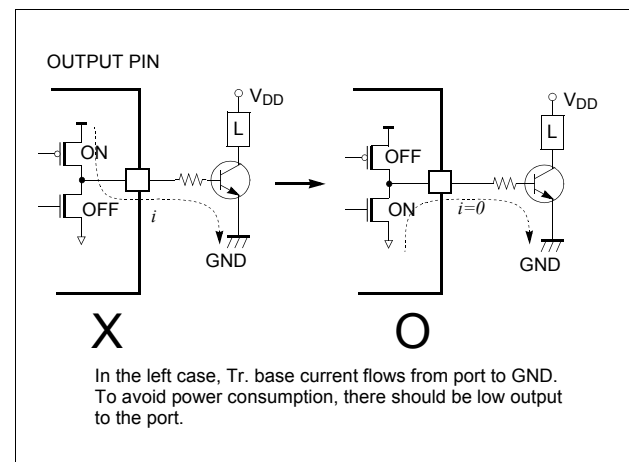 OUTPUT PIN
VDD
L
ON
OFF
i
GND
X
VDD
L
OFF
ON
i=0
GND
O
In the left case, Tr. base current flows from port to GND.
To avoid power consumption, there should be low output
to the port.